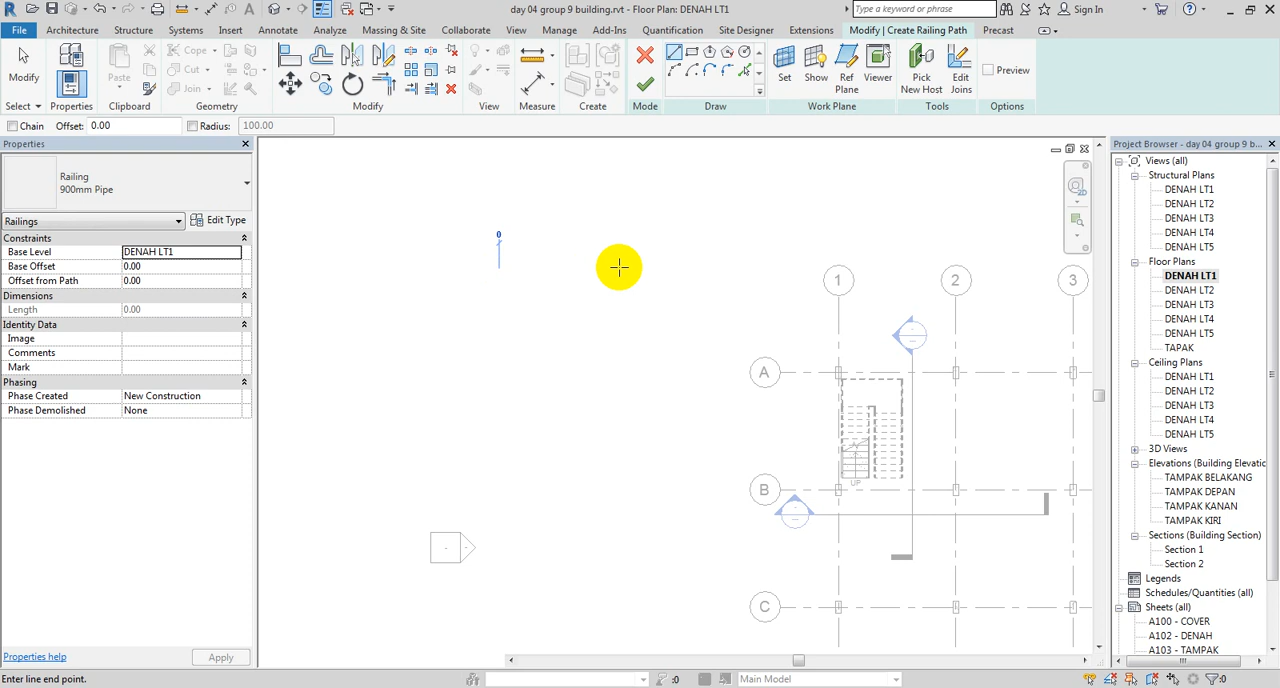 day 04 group 9 building.rvt - Floor Plan: DENAH LT1
Type a keyword or phrase
Sign In
File Architecture Structure Systems Insert Annotate Analyze Massing & Site Collaborate View Manage Add-Ins Quantification Site Designer Extensions Modify | Create Railing Path Precast
Modify
Properties
Paste
Cope
Cut
Join
Set
Show
Ref
Plane
Viewer
Pick
New Host
Edit
Joins
Preview
Select Properties Clipboard Geometry Modify View Measure Create Mode Draw Work Plane Tools Options
Chain Offset: 0.00 Radius: 100.00
Properties
Railing
900mm Pipe
Railings Edit Type
Constraints
Base Level DENAH LT1
Base Offset 0.00
Offset from Path 0.00
Dimensions
Length 0.00
Identity Data
Image
Comments
Mark
Phasing
Phase Created New Construction
Phase Demolished None
Properties help Apply
Enter line end point.
0
1 2 3
A
B
C
UP
2D
Project Browser - day 04 group 9 b...
Views (all)
Structural Plans
DENAH LT1
DENAH LT2
DENAH LT3
DENAH LT4
DENAH LT5
Floor Plans
DENAH LT1
DENAH LT2
DENAH LT3
DENAH LT4
DENAH LT5
TAPAK
Ceiling Plans
DENAH LT1
DENAH LT2
DENAH LT3
DENAH LT4
DENAH LT5
3D Views
Elevations (Building Elevatio
TAMPAK BELAKANG
TAMPAK DEPAN
TAMPAK KANAN
TAMPAK KIRI
Sections (Building Section)
Section 1
Section 2
Legends
Schedules/Quantities (all)
Sheets (all)
A100 - COVER
A102 - DENAH
A103 - TAMPAK
:0 Main Model :0